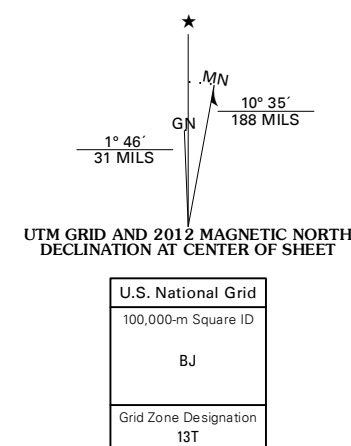 ★
MN
GN
10° 35´
188 MILS
1° 46´
31 MILS
UTM GRID AND 2012 MAGNETIC NORTH
DECLINATION AT CENTER OF SHEET
U.S. National Grid
100,000-m Square ID
BJ
Grid Zone Designation
13T